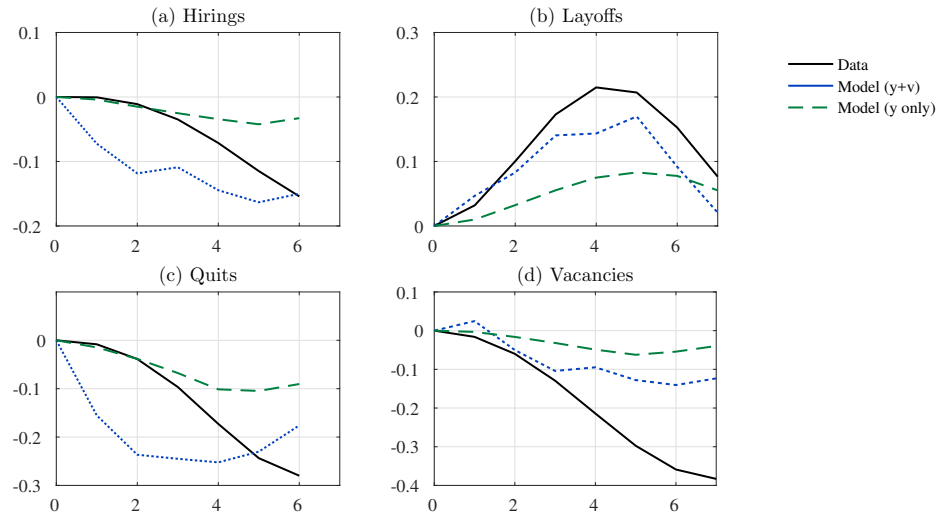 (a) Hirings
0.1
0
-0.1
-0.2
0 2 4 6
(b) Layoffs
0.3
0.2
0.1
0
0 2 4 6
Data
Model (y+v)
Model (y only)
(c) Quits
0
-0.1
-0.2
-0.3
0 2 4 6
(d) Vacancies
0.1
0
-0.1
-0.2
-0.3
-0.4
0 2 4 6